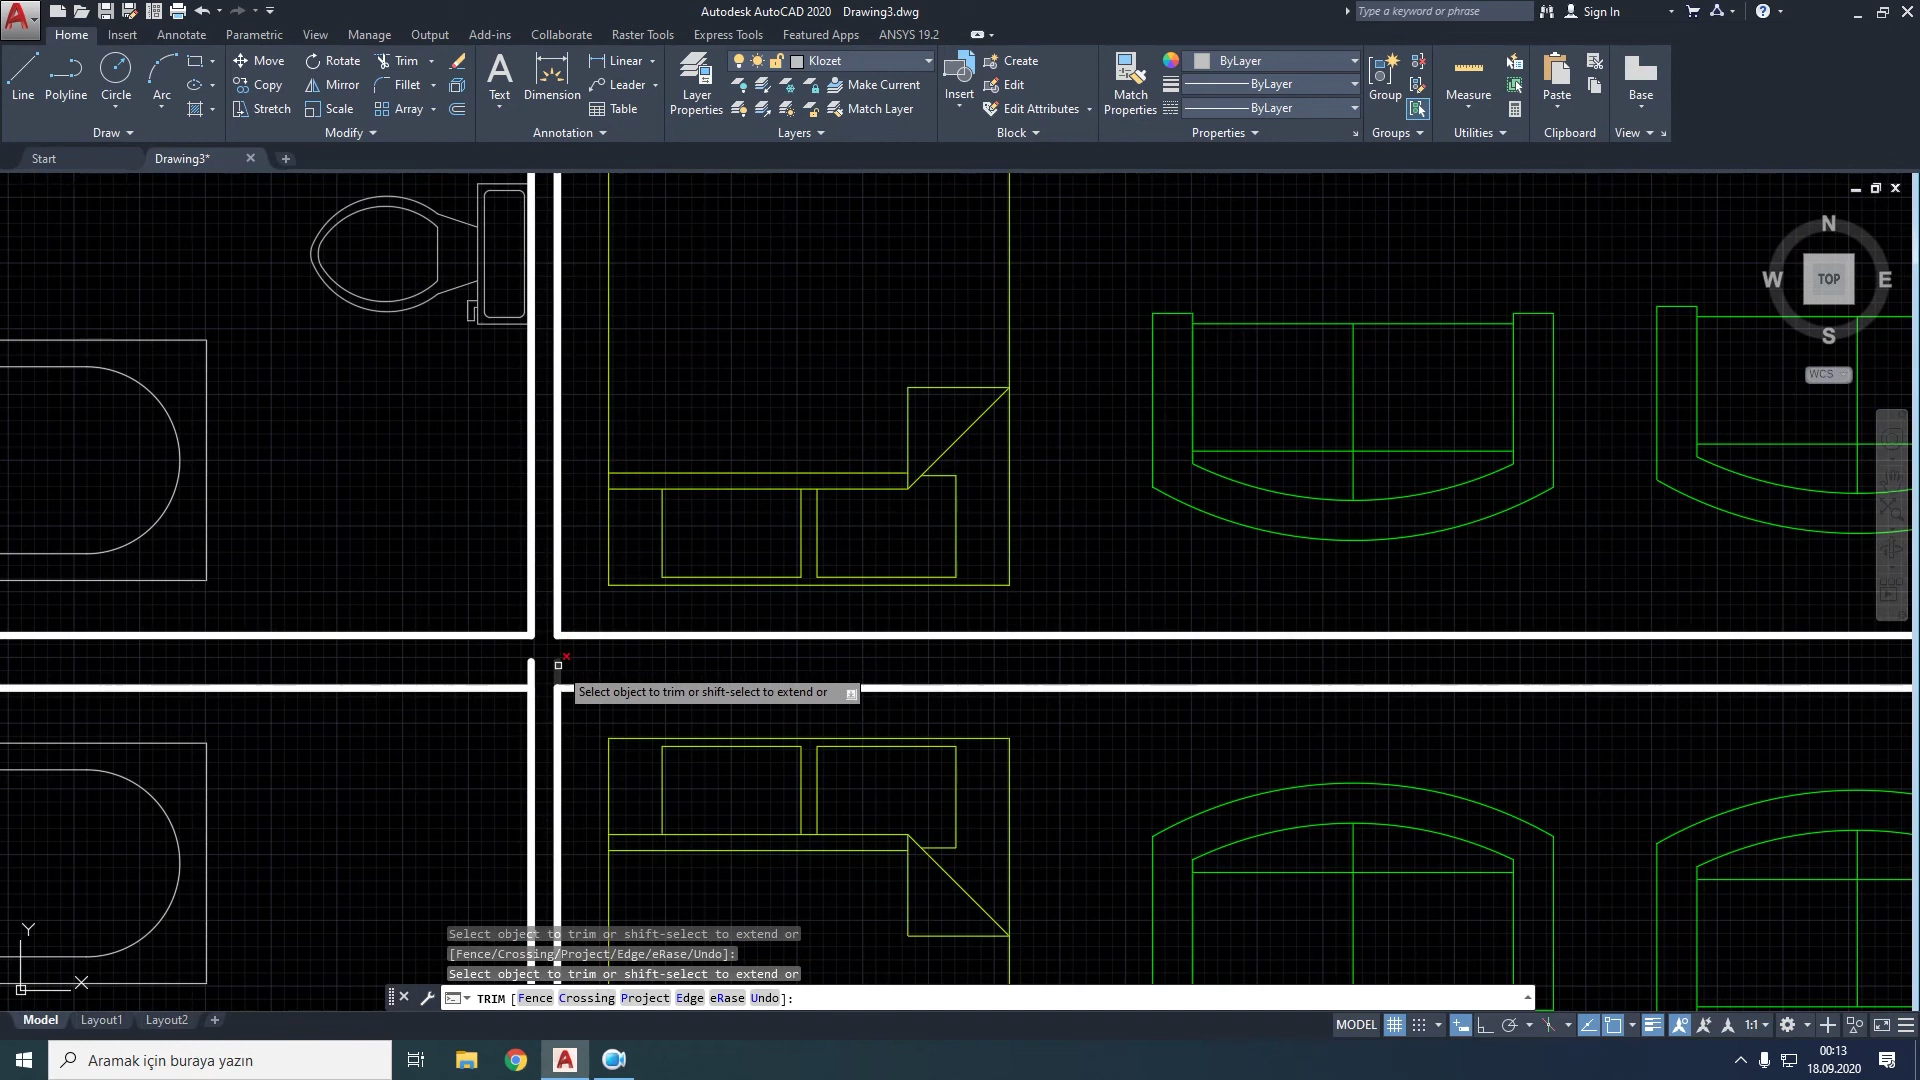 Autodesk AutoCAD 2020 Drawing3.dwg
Type a keyword or phrase
Sign In
Home Insert Annotate Parametric View Manage Output Add-ins Collaborate Raster Tools Express Tools Featured Apps ANSYS 19.2
Line Polyline Circle Arc
Draw
Move Rotate Trim
Copy Mirror Fillet
Stretch Scale Array
Modify
Text Dimension
Linear
Leader
Table
Annotation
Layer Properties
Klozet
Make Current
Match Layer
Layers
Insert
Create
Edit
Edit Attributes
Block
Match Properties
ByLayer
ByLayer
ByLayer
Properties
Group
Groups
Measure
Utilities
Paste
Clipboard
Base
View
Start Drawing3*
N
W TOP E
S
WCS
Select object to trim or shift-select to extend or
Y
X
Select object to trim or shift-select to extend or
[Fence/Crossing/Project/Edge/eRase/Undo]:
Select object to trim or shift-select to extend or
TRIM [Fence Crossing Project Edge eRase Undo]:
Model Layout1 Layout2
MODEL 1:1
Aramak için buraya yazın
00:13
18.09.2020